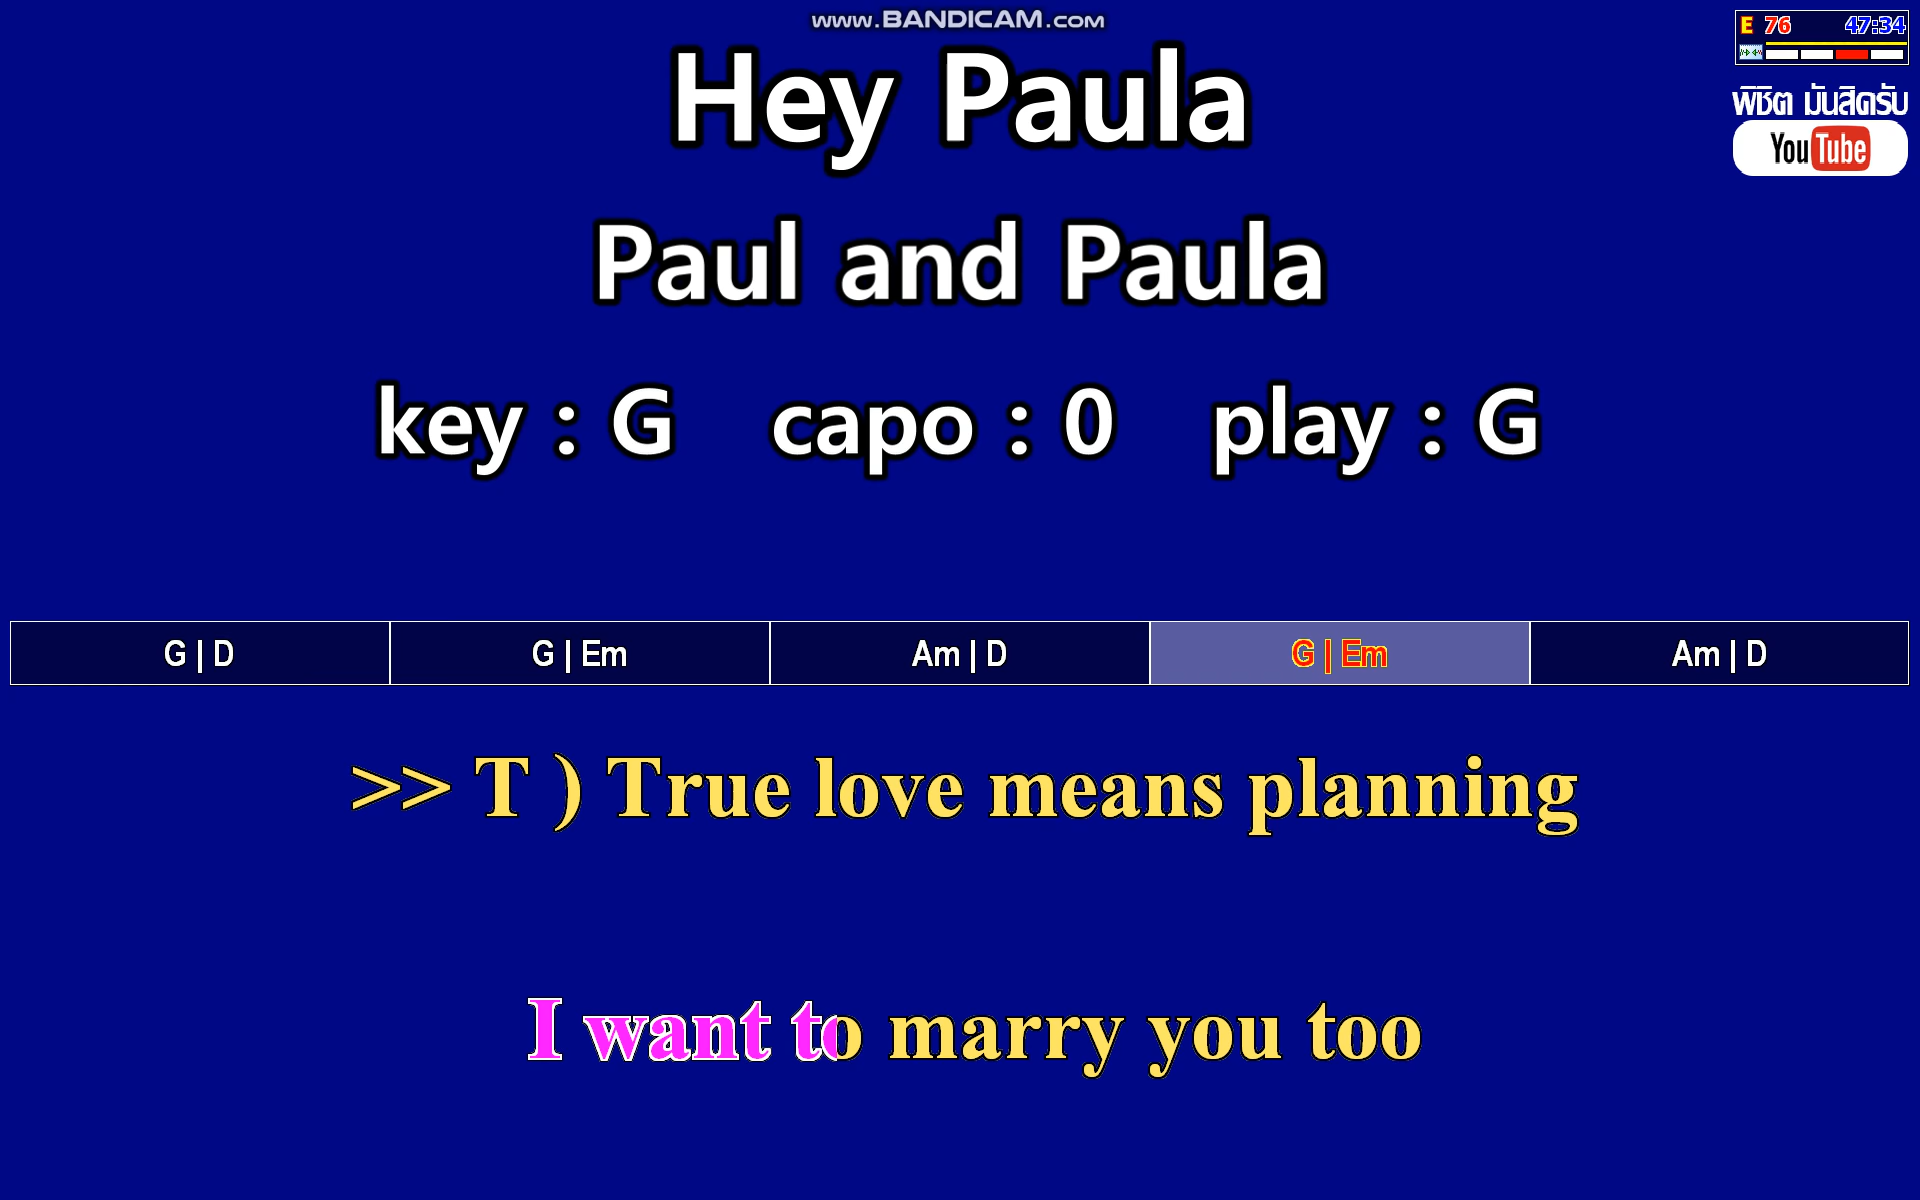 www.BANDICAM.com
E 76 47:34
Hey Paula
พิชิต มันสิครับ
YouTube
Paul and Paula
key : G capo : 0 play : G
G | D G | Em Am | D G | Em Am | D
>> T ) True love means planning
I want to marry you too